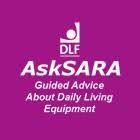 DLF
AskSARA
Guided Advice
About Daily Living
Equipment